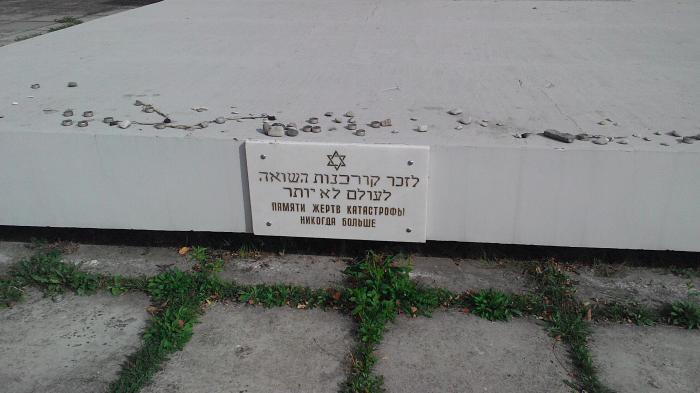 לזכר קורבנות השואה
לעולם לא יותר
ПАМЯТИ ЖЕРТВ КАТАСТРОФЫ
НИКОГДА БОЛЬШЕ